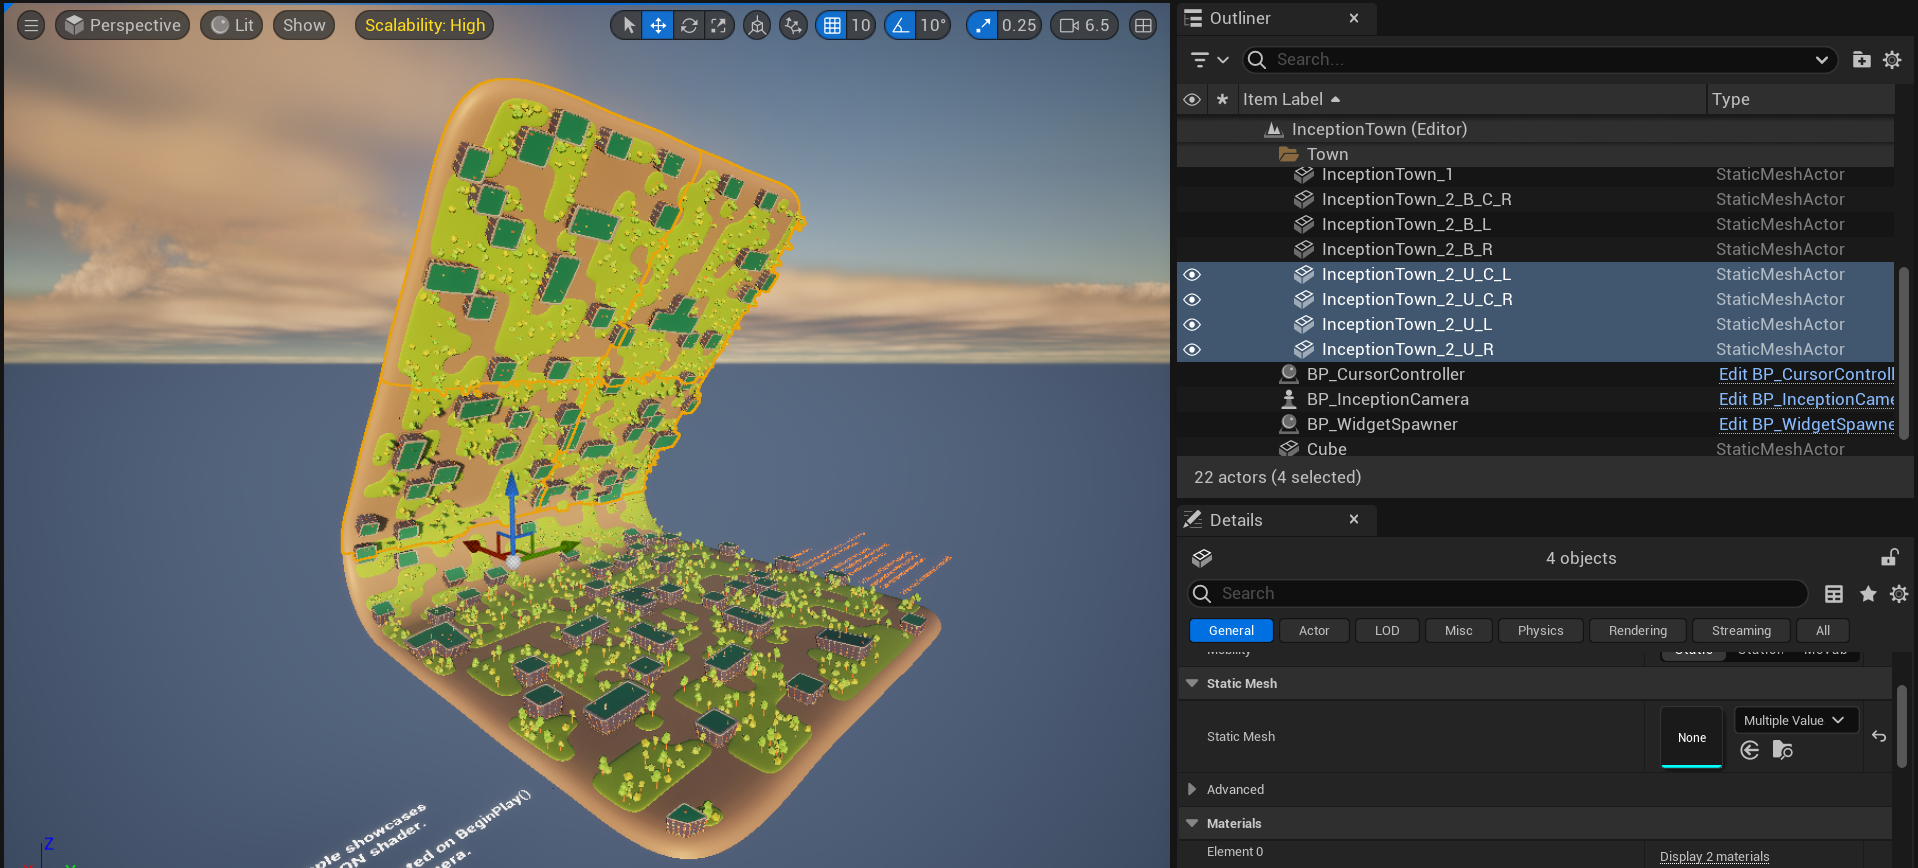 Perspective
Lit
Show
Scalability: High
10
10°
0.25
6.5
Outliner
Search...
Item Label
Type
InceptionTown (Editor)
Town
InceptionTown_1 StaticMeshActor
InceptionTown_2_B_C_R StaticMeshActor
InceptionTown_2_B_L StaticMeshActor
InceptionTown_2_B_R StaticMeshActor
InceptionTown_2_U_C_L StaticMeshActor
InceptionTown_2_U_C_R StaticMeshActor
InceptionTown_2_U_L StaticMeshActor
InceptionTown_2_U_R StaticMeshActor
BP_CursorController Edit BP_CursorControll
BP_InceptionCamera Edit BP_InceptionCame
BP_WidgetSpawner Edit BP_WidgetSpawne
Cube StaticMeshActor
22 actors (4 selected)
Details
4 objects
Search
General
Actor
LOD
Misc
Physics
Rendering
Streaming
All
Mobility
Static Mesh
Static Mesh
None
Multiple Value
Advanced
Materials
Element 0
Display 2 materials
ple showcases
ON shader.
ted on BeginPlay()
era.
Z